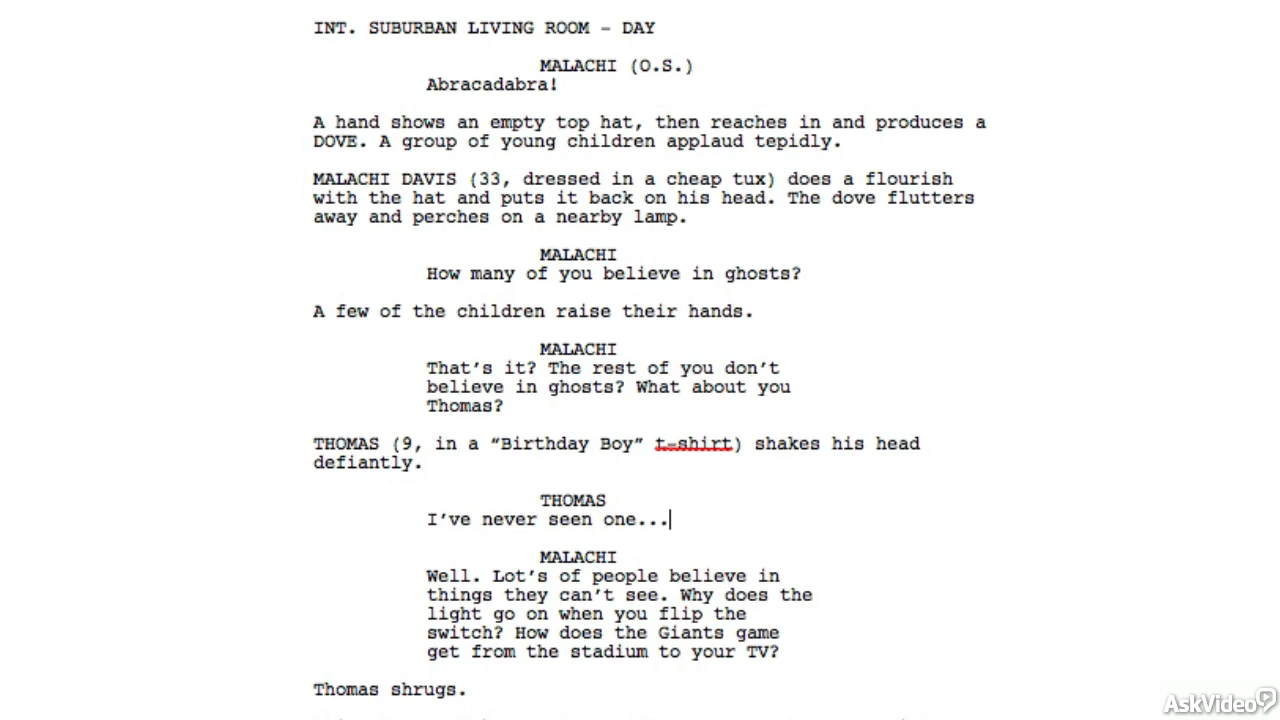 INT. SUBURBAN LIVING ROOM - DAY
MALACHI (O.S.)
Abracadabra!
A hand shows an empty top hat, then reaches in and produces a
DOVE. A group of young children applaud tepidly.
MALACHI DAVIS (33, dressed in a cheap tux) does a flourish
with the hat and puts it back on his head. The dove flutters
away and perches on a nearby lamp.
MALACHI
How many of you believe in ghosts?
A few of the children raise their hands.
MALACHI
That's it? The rest of you don't
believe in ghosts? What about you
Thomas?
THOMAS (9, in a “Birthday Boy” t-shirt) shakes his head
defiantly.
THOMAS
I've never seen one...
MALACHI
Well. Lot's of people believe in
things they can't see. Why does the
light go on when you flip the
switch? How does the Giants game
get from the stadium to your TV?
Thomas shrugs.
AskVideo